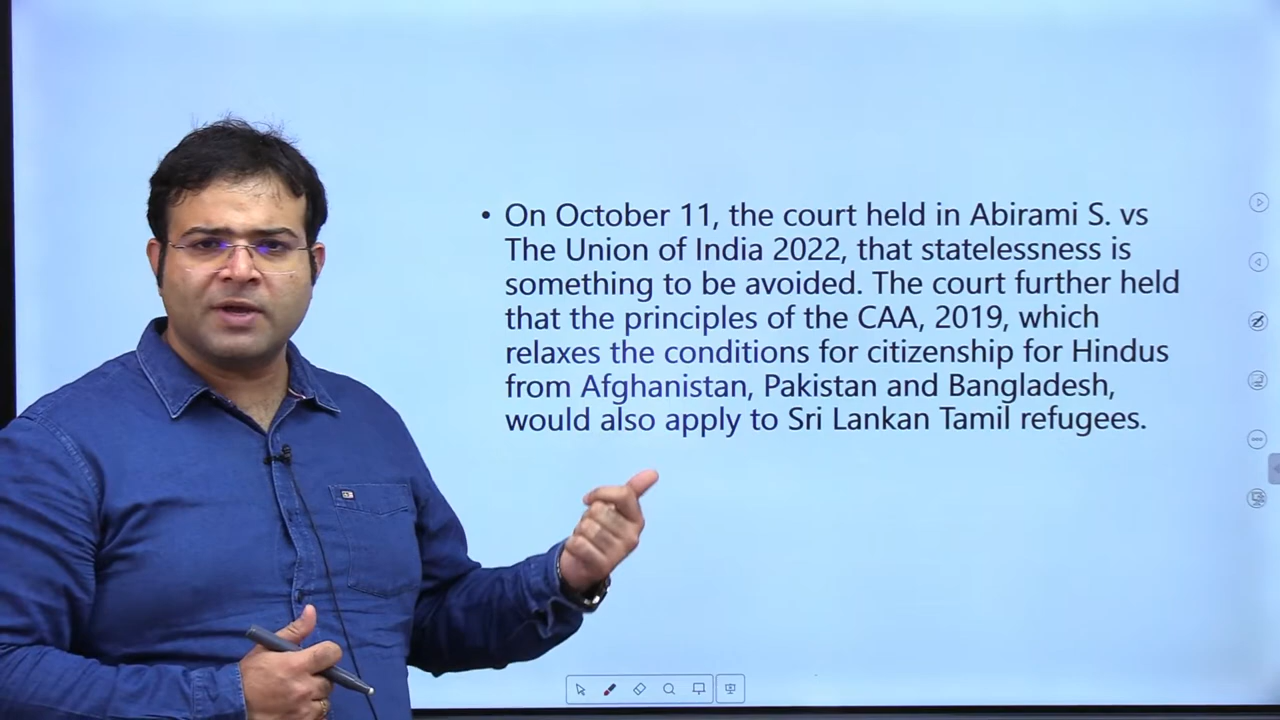 • On October 11, the court held in Abirami S. vs
The Union of India 2022, that statelessness is
something to be avoided. The court further held
that the principles of the CAA, 2019, which
relaxes the conditions for citizenship for Hindus
from Afghanistan, Pakistan and Bangladesh,
would also apply to Sri Lankan Tamil refugees.